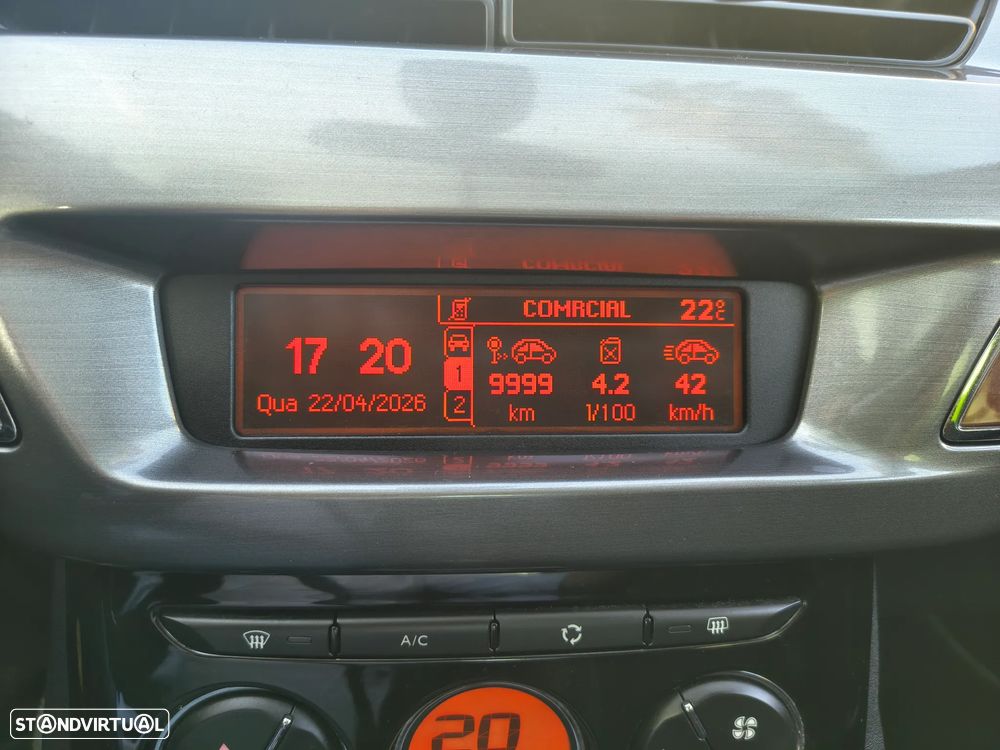 COMRCIAL 22°C
17 20
Qua 22/04/2026
1
2
9999 4.2 42
km l/100 km/h
A/C
20
STANDVIRTUAL